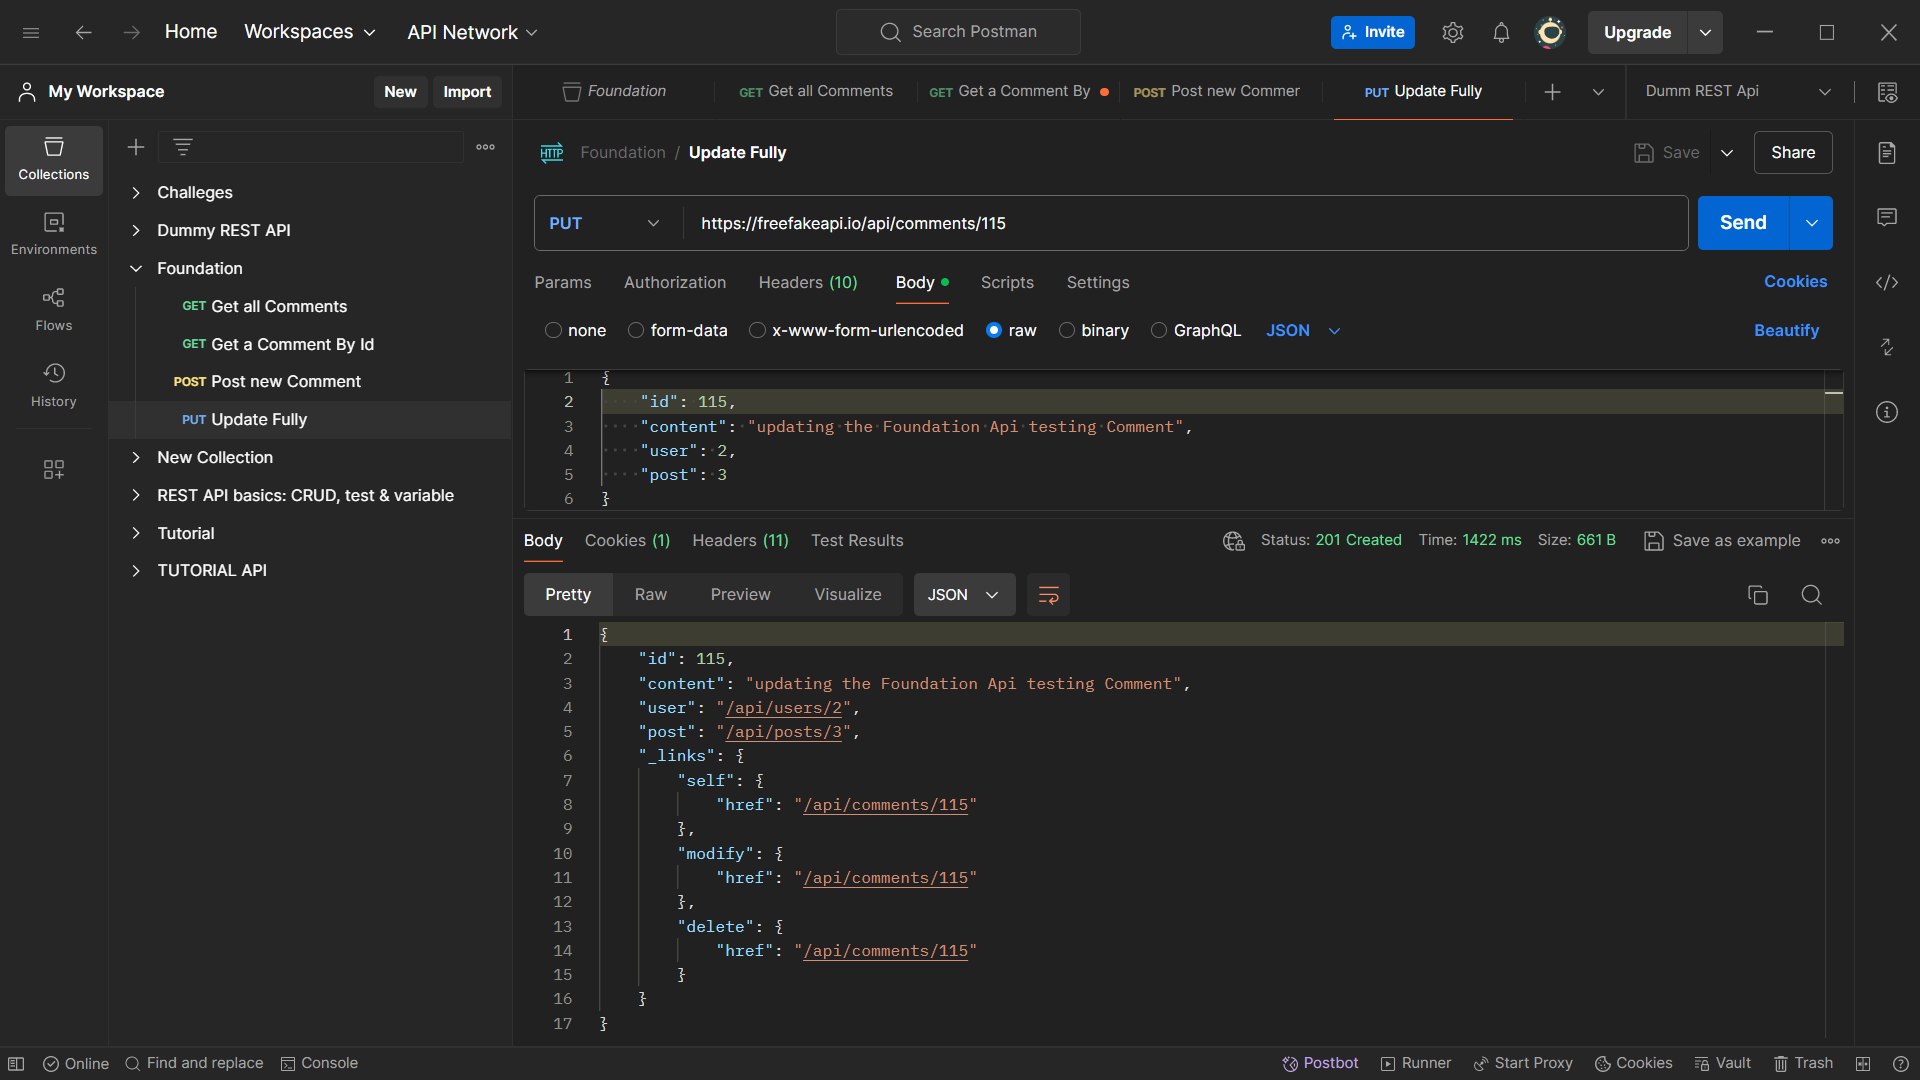 Home Workspaces API Network Search Postman Invite Upgrade
My Workspace New Import Foundation GET Get all Comments GET Get a Comment By POST Post new Commer PUT Update Fully Dumm REST Api
Collections
Environments
Flows
History
Challeges
Dummy REST API
Foundation
GET Get all Comments
GET Get a Comment By Id
POST Post new Comment
PUT Update Fully
New Collection
REST API basics: CRUD, test & variable
Tutorial
TUTORIAL API
HTTP Foundation / Update Fully Save Share
PUT https://freefakeapi.io/api/comments/115 Send
Params Authorization Headers (10) Body Scripts Settings Cookies
none form-data x-www-form-urlencoded raw binary GraphQL JSON Beautify
1 {
2 "id": 115,
3 "content": "updating the Foundation Api testing Comment",
4 "user": 2,
5 "post": 3
6 }
Body Cookies (1) Headers (11) Test Results Status: 201 Created Time: 1422 ms Size: 661 B Save as example
Pretty Raw Preview Visualize JSON
1 {
2 "id": 115,
3 "content": "updating the Foundation Api testing Comment",
4 "user": "/api/users/2",
5 "post": "/api/posts/3",
6 "_links": {
7 "self": {
8 "href": "/api/comments/115"
9 },
10 "modify": {
11 "href": "/api/comments/115"
12 },
13 "delete": {
14 "href": "/api/comments/115"
15 }
16 }
17 }
Online Find and replace Console Postbot Runner Start Proxy Cookies Vault Trash